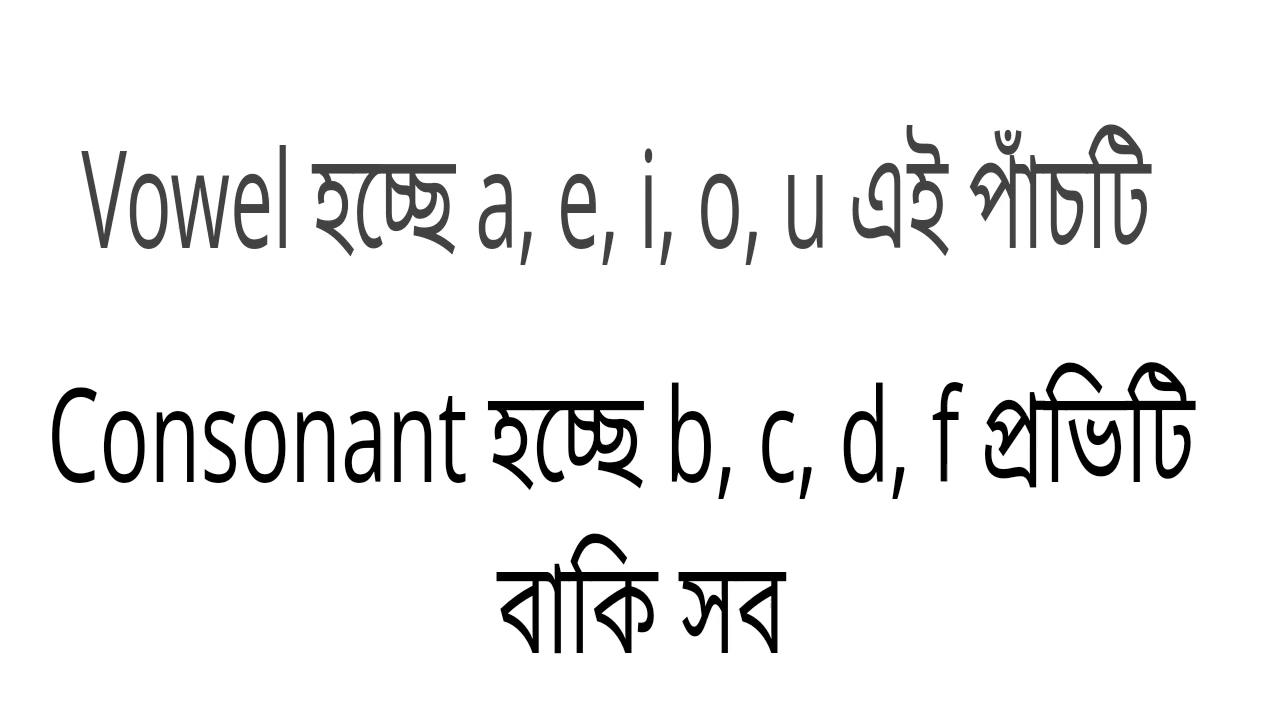 Vowel হচ্ছে a, e, i, o, u এই পাঁচটি
Consonant হচ্ছে b, c, d, f প্রভিটি
বাকি সব